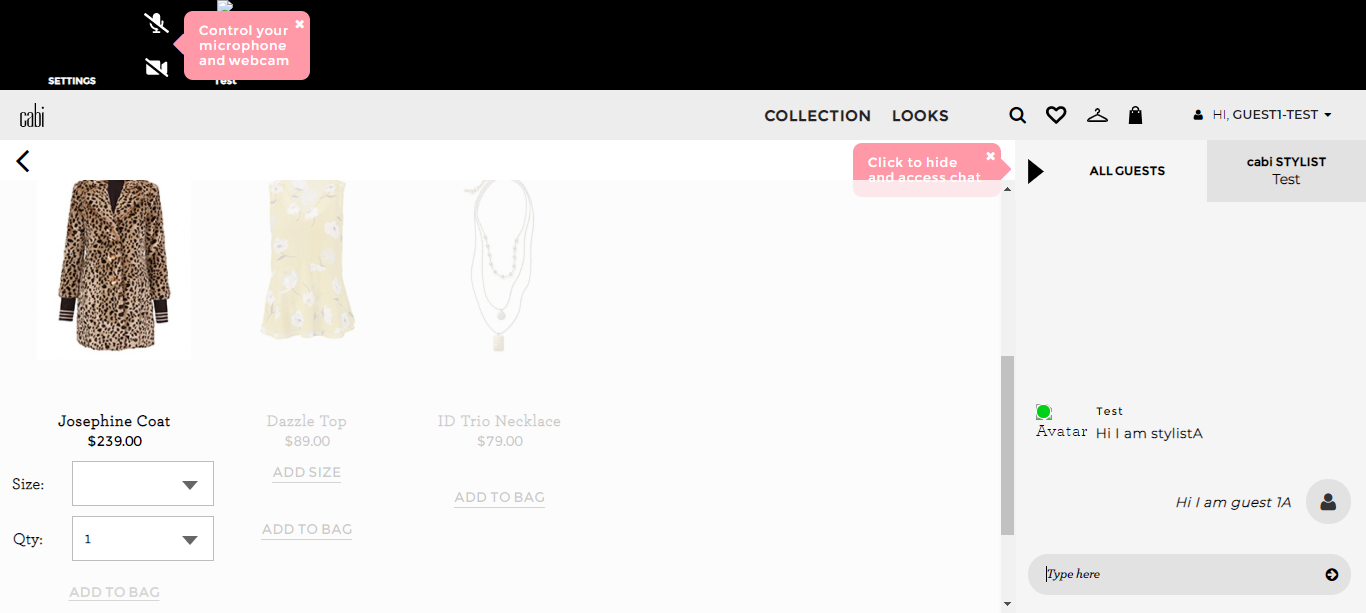 Control your
microphone
and webcam
SETTINGS
Test
cabi
COLLECTION
LOOKS
HI, GUEST1-TEST
Click to hide
and access chat
ALL GUESTS
cabi STYLIST
Test
Josephine Coat
$239.00
Dazzle Top
$89.00
ID Trio Necklace
$79.00
Size:
ADD SIZE
ADD TO BAG
Qty:
1
ADD TO BAG
ADD TO BAG
Avatar
Test
Hi I am stylistA
Hi I am guest 1A
Type here